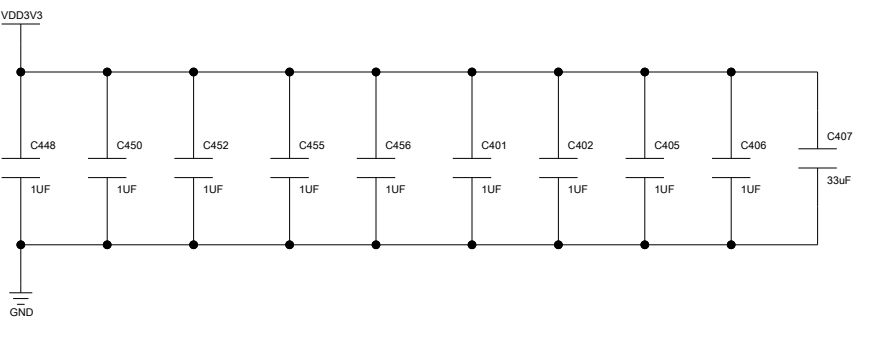 VDD3V3
C407
C448 C450 C452 C455 C456 C401 C402 C405 C406
33uF
1UF 1UF 1UF 1UF 1UF 1UF 1UF 1UF 1UF
GND